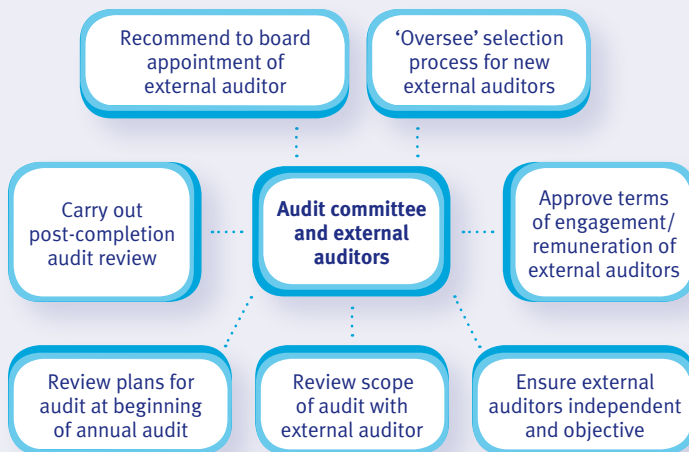 Recommend to board
appointment of
external auditor
‘Oversee’ selection
process for new
external auditors
Carry out
post-completion
audit review
Audit committee
and external
auditors
Approve terms
of engagement/
remuneration of
external auditors
Review plans for
audit at beginning
of annual audit
Review scope
of audit with
external auditor
Ensure external
auditors independent
and objective